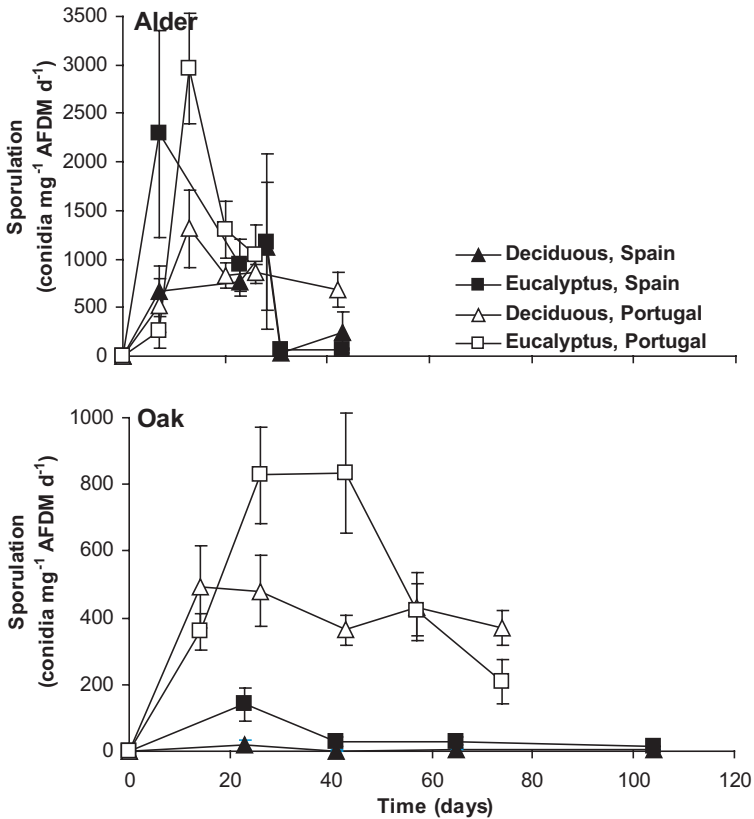 Alder
3500
3000
2500
2000
1500
1000
500
0
Sporulation
(conidia mg⁻¹ AFDM d⁻¹)
Deciduous, Spain
Eucalyptus, Spain
Deciduous, Portugal
Eucalyptus, Portugal
Oak
1000
800
600
400
200
0
Sporulation
(conidia mg⁻¹ AFDM d⁻¹)
0 20 40 60 80 100 120
Time (days)